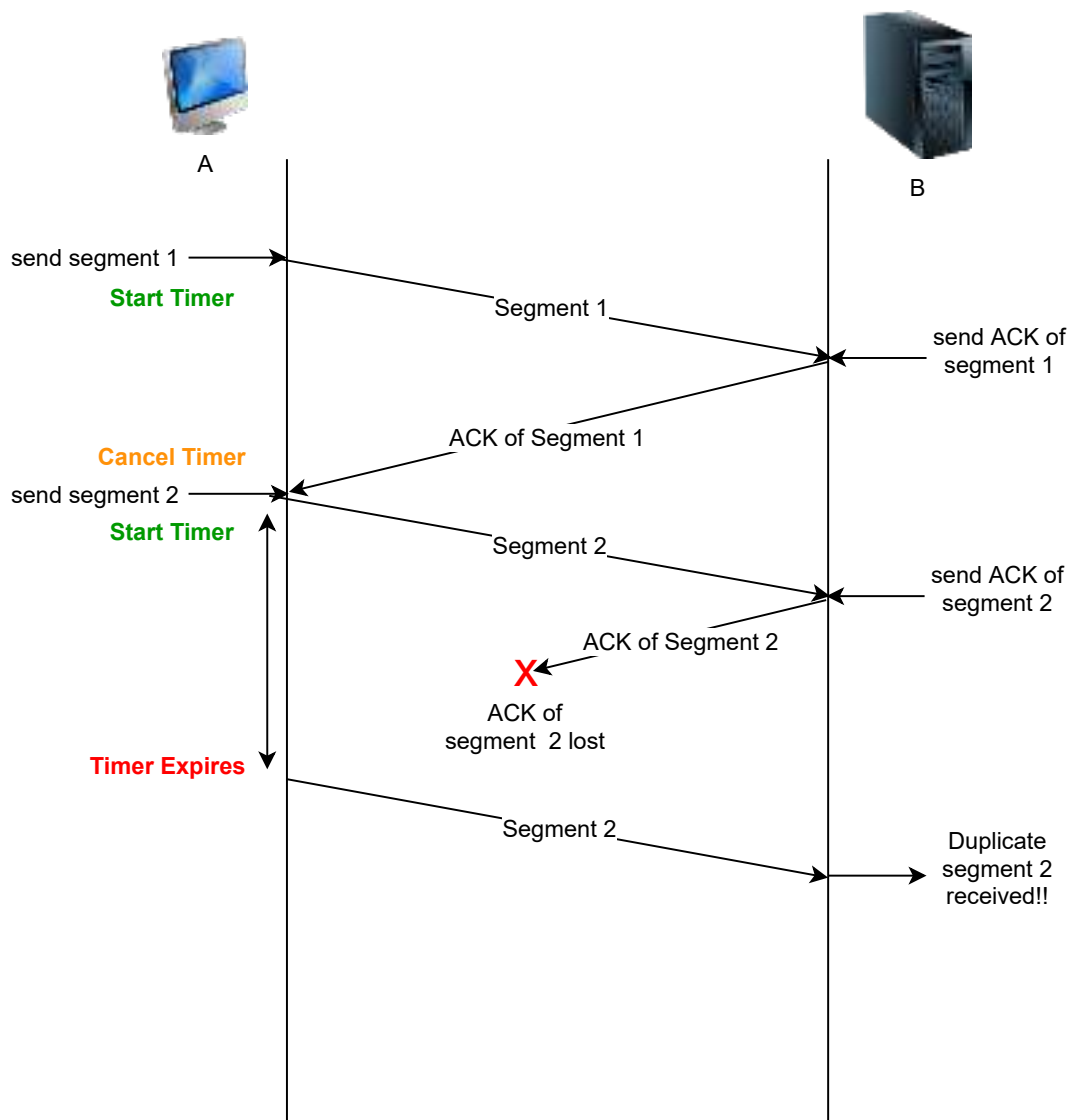 A
B
send segment 1
Start Timer
Segment 1
send ACK of
segment 1
ACK of Segment 1
Cancel Timer
send segment 2
Start Timer
Segment 2
send ACK of
segment 2
ACK of Segment 2
X
ACK of
segment 2 lost
Timer Expires
Segment 2
Duplicate
segment 2
received!!